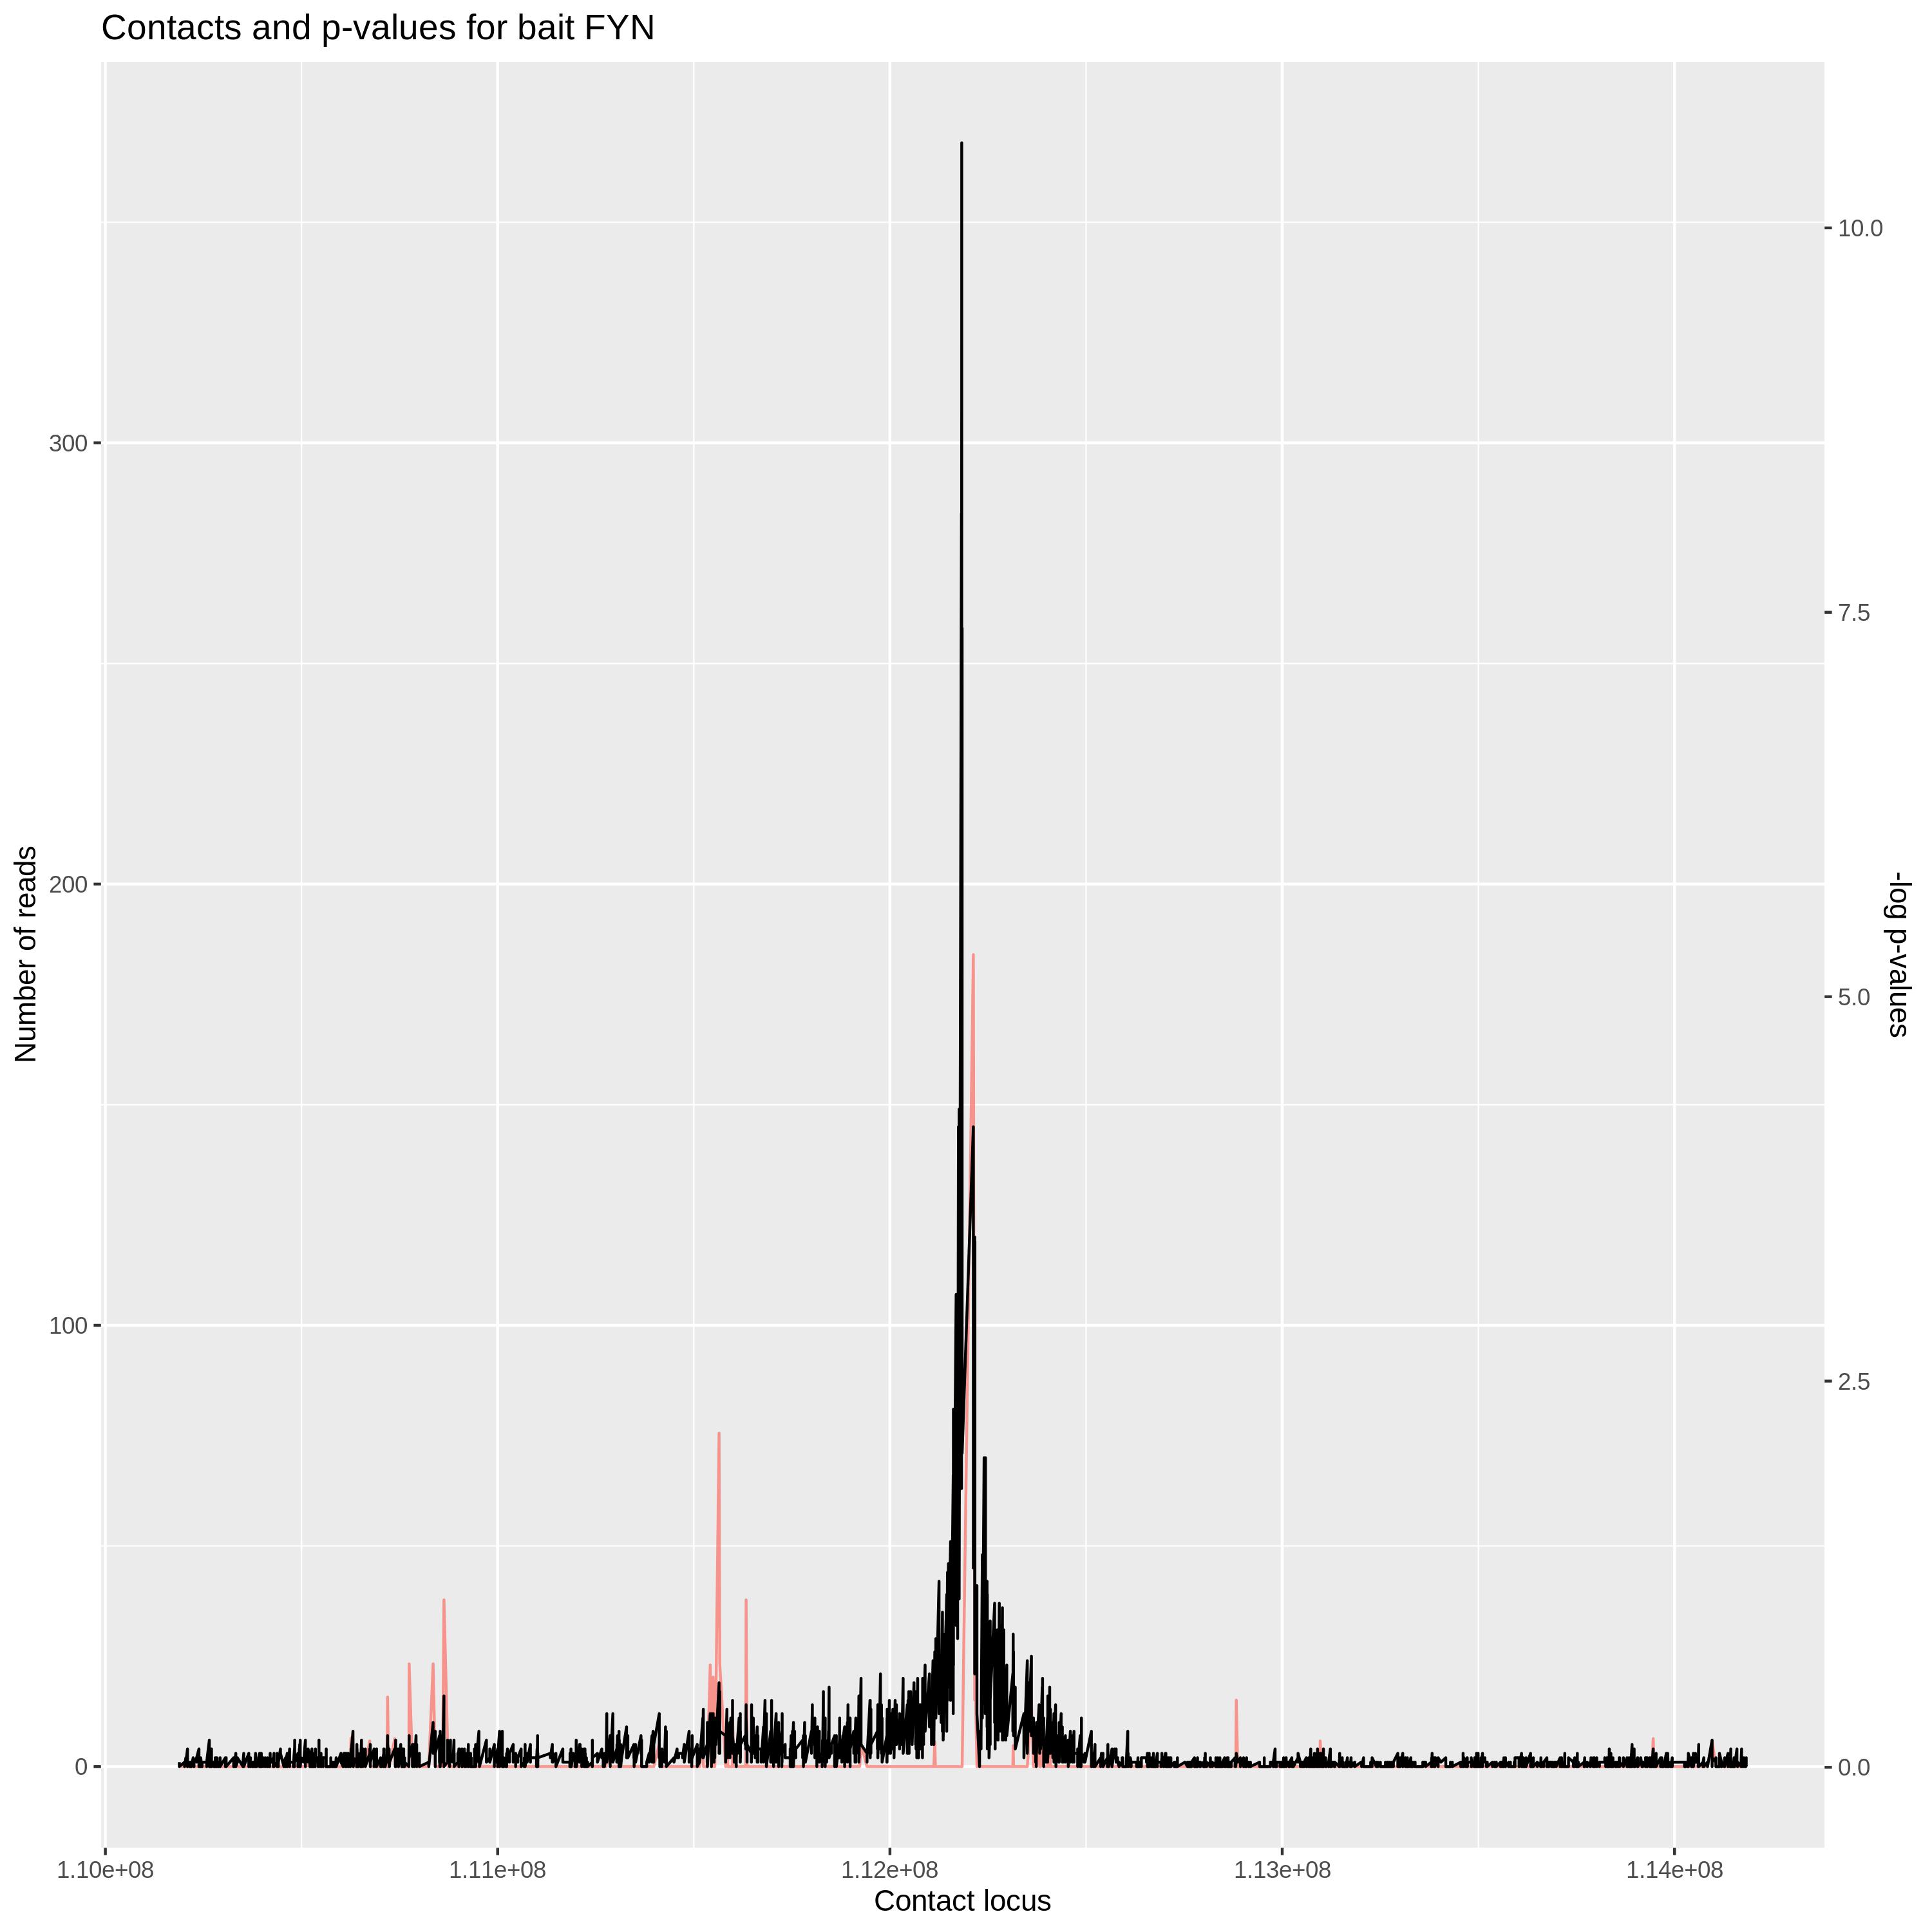 Contacts and p-values for bait FYN
Number of reads
300
200
100
0
10.0
7.5
5.0
2.5
0.0
-log p-values
1.10e+08 1.11e+08 1.12e+08 1.13e+08 1.14e+08
Contact locus